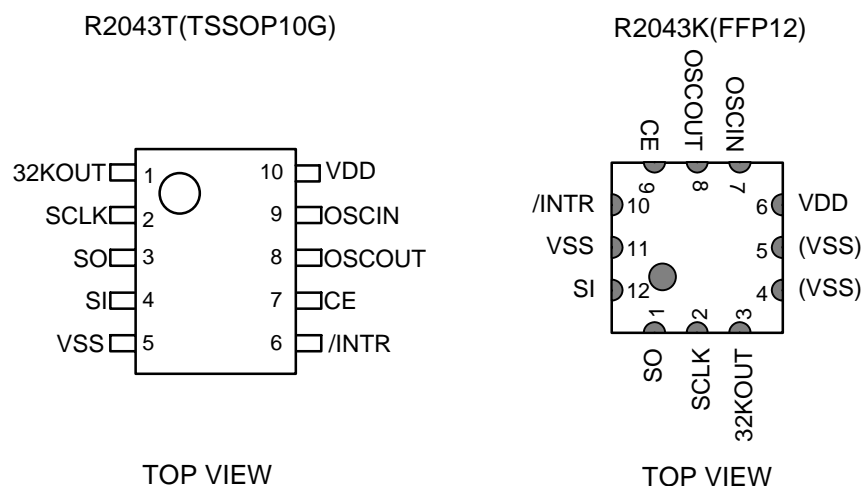 R2043T(TSSOP10G)
32KOUT 1 10 VDD
SCLK 2 9 OSCIN
SO 3 8 OSCOUT
SI 4 7 CE
VSS 5 6 /INTR
TOP VIEW
R2043K(FFP12)
CE OSCOUT OSCIN
9 8 7
/INTR 10 6 VDD
VSS 11 5 (VSS)
SI 12 4 (VSS)
1 2 3
SO SCLK 32KOUT
TOP VIEW